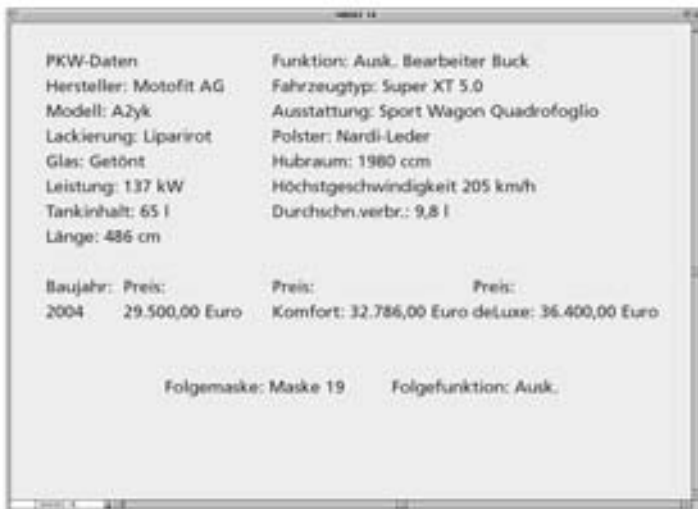 PKW-Daten Funktion: Ausk. Bearbeiter Buck
Hersteller: Motofit AG Fahrzeugtyp: Super XT 5.0
Modell: A2yk Ausstattung: Sport Wagon Quadrofoglio
Lackierung: Liparirot Polster: Nardi-Leder
Glas: Getönt Hubraum: 1980 ccm
Leistung: 137 kW Höchstgeschwindigkeit 205 km/h
Tankinhalt: 65 l Durchschn.verbr.: 9,8 l
Länge: 486 cm
Baujahr: Preis: Preis: Preis:
2004 29.500,00 Euro Komfort: 32.786,00 Euro deLuxe: 36.400,00 Euro
Folgemaske: Maske 19 Folgefunktion: Ausk.